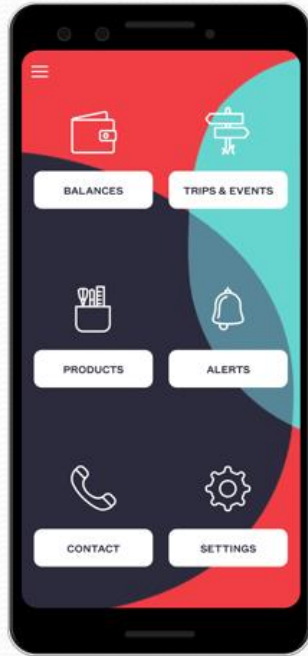 BALANCES
TRIPS & EVENTS
PRODUCTS
ALERTS
CONTACT
SETTINGS